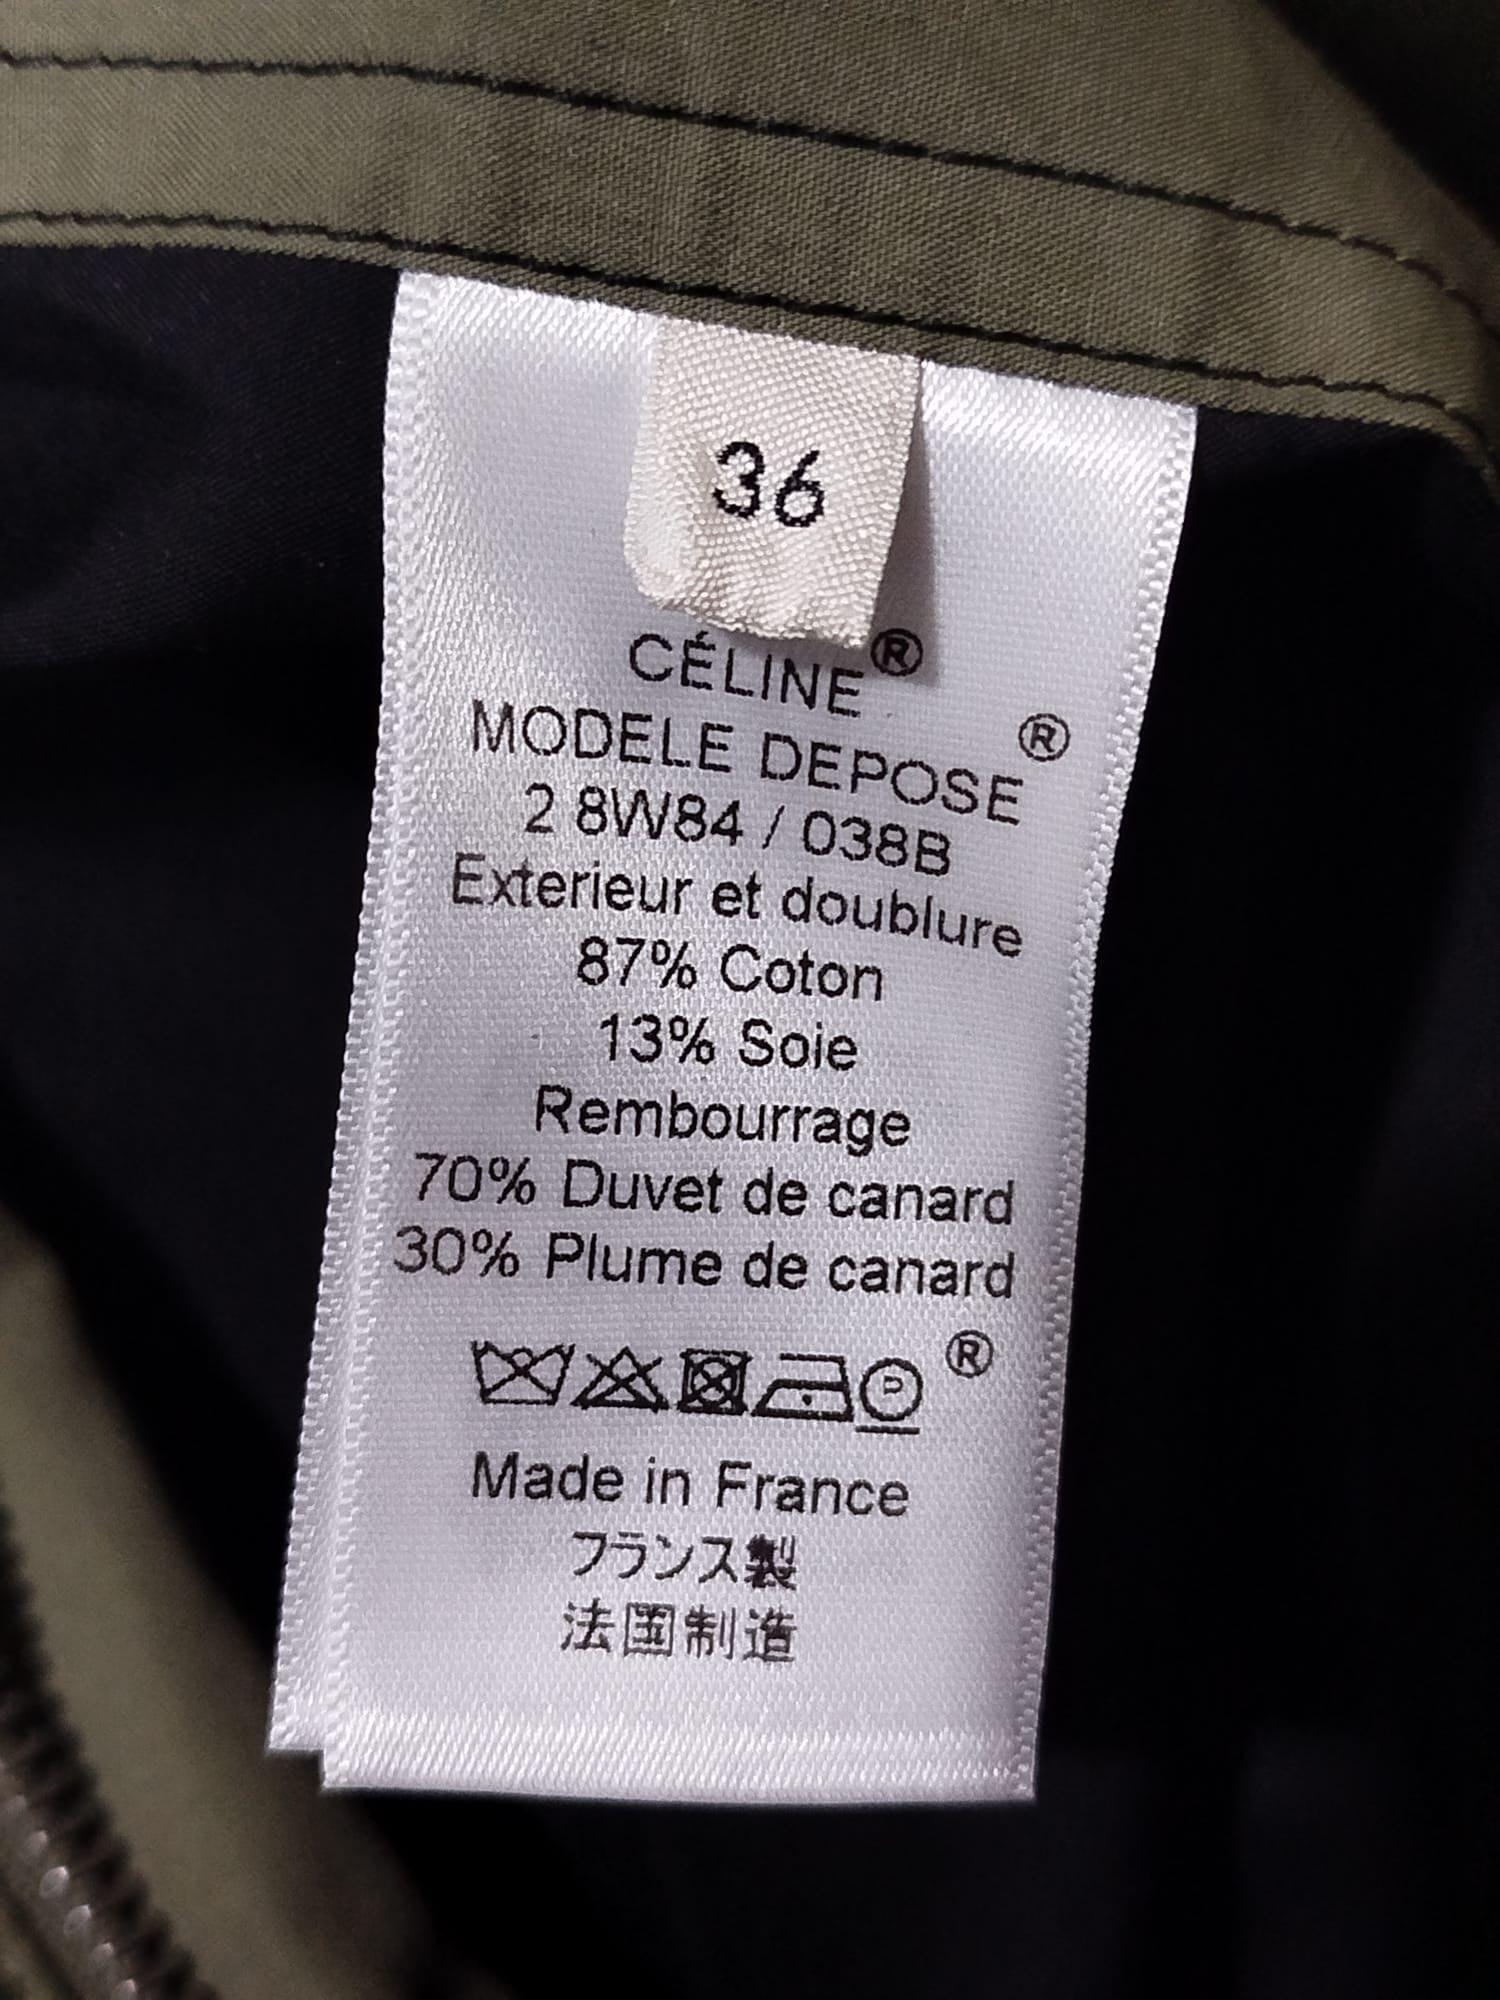 36
CÉLINE®
MODELE DEPOSE®
2 8W84 / 038B
Exterieur et doublure
87% Coton
13% Soie
Rembourrage
70% Duvet de canard
30% Plume de canard
P ®
Made in France
フランス製
法国制造